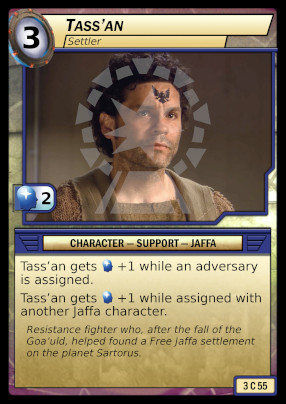 3
TASS'AN
Settler
2
CHARACTER – SUPPORT – JAFFA
Tass'an gets +1 while an adversary
is assigned.
Tass'an gets +1 while assigned with
another Jaffa character.
Resistance fighter who, after the fall of the
Goa'uld, helped found a Free Jaffa settlement
on the planet Sartorus.
3 C 55